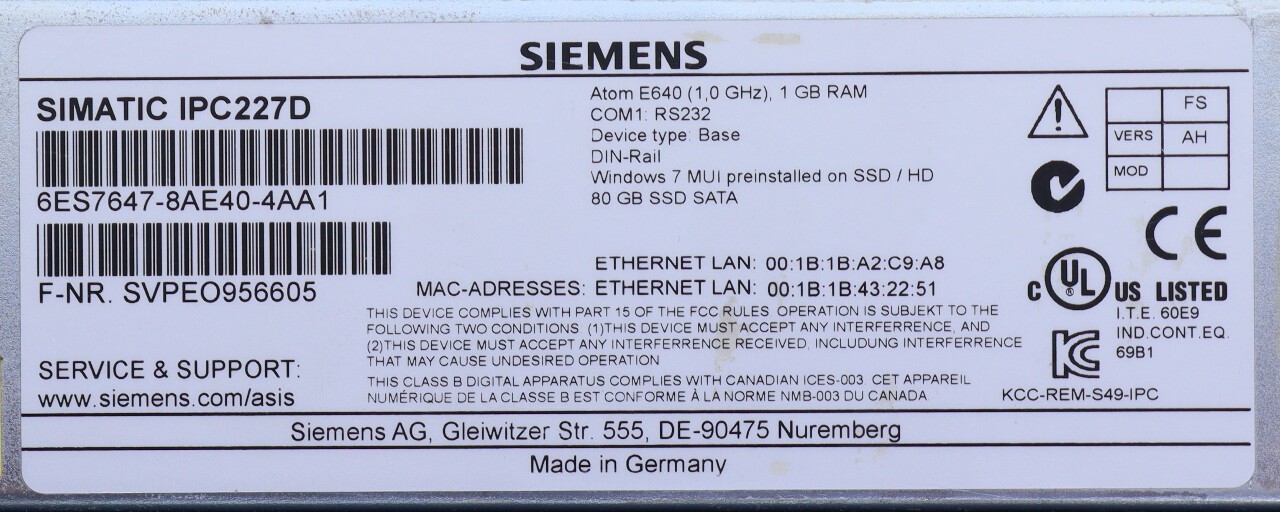 SIEMENS
SIMATIC IPC227D
6ES7647-8AE40-4AA1
F-NR. SVPEO956605
SERVICE & SUPPORT:
www.siemens.com/asis
Atom E640 (1,0 GHz), 1 GB RAM
COM1: RS232
Device type: Base
DIN-Rail
Windows 7 MUI preinstalled on SSD / HD
80 GB SSD SATA
ETHERNET LAN: 00:1B:1B:A2:C9:A8
MAC-ADRESSES: ETHERNET LAN: 00:1B:1B:43:22:51
THIS DEVICE COMPLIES WITH PART 15 OF THE FCC RULES. OPERATION IS SUBJEKT TO THE
FOLLOWING TWO CONDITIONS (1)THIS DEVICE MUST ACCEPT ANY INTERFERRENCE, AND
(2)THIS DEVICE MUST ACCEPT ANY INTERFERRENCE RECEIVED, INCLUDUNG INTERFERRENCE
THAT MAY CAUSE UNDESIRED OPERATION
THIS CLASS B DIGITAL APPARATUS COMPLIES WITH CANADIAN ICES-003 CET APPAREIL
NUMÉRIQUE DE LA CLASSE B EST CONFORME À LA NORME NMB-003 DU CANADA
FS
VERS AH
MOD
CE
C UL US LISTED
I.T.E. 60E9
IND.CONT.EQ.
69B1
KCC-REM-S49-IPC
Siemens AG, Gleiwitzer Str. 555, DE-90475 Nuremberg
Made in Germany